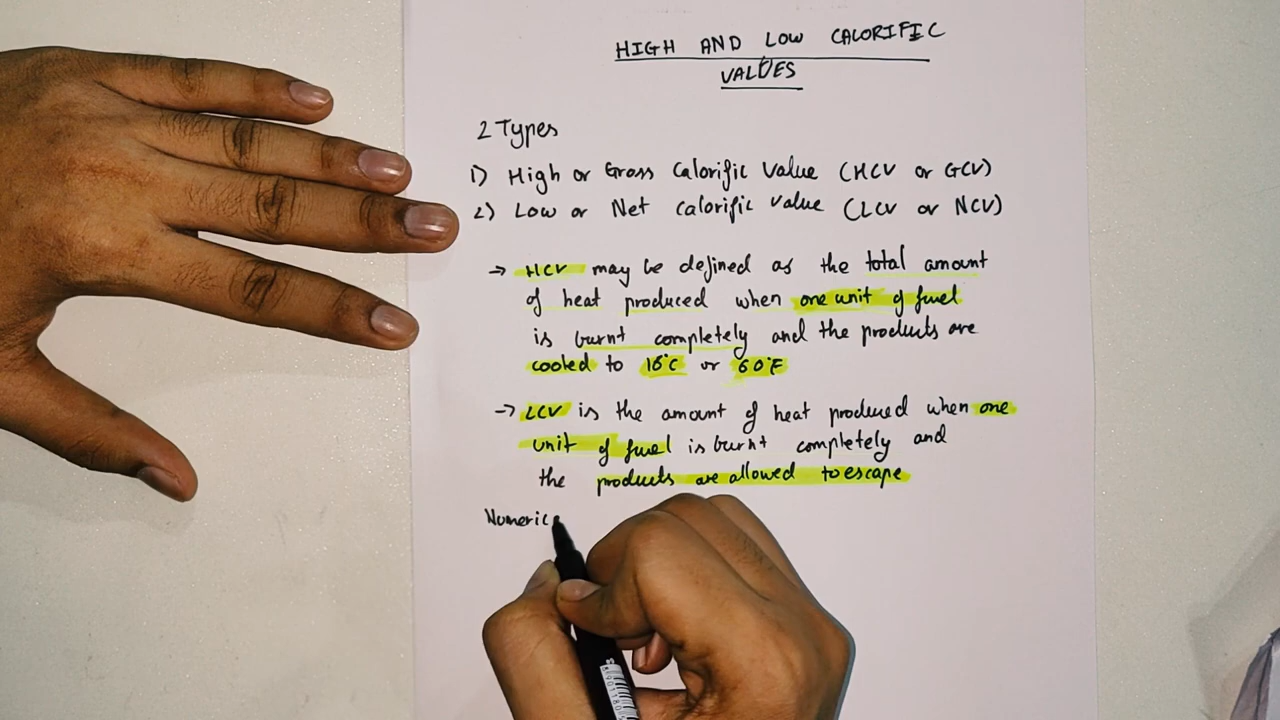 HIGH AND LOW CALORIFIC
VALUES
2 Types
1) High or Gross Calorific Value (HCV or GCV)
2) Low or Net calorific value (LCV or NCV)
→ HCV may be defined as the total amount
of heat produced when one unit of fuel
is burnt completely and the products are
cooled to 15°C or 60°F
→ LCV is the amount of heat produced when one
unit of fuel is burnt completely and
the products are allowed to escape
Numeric